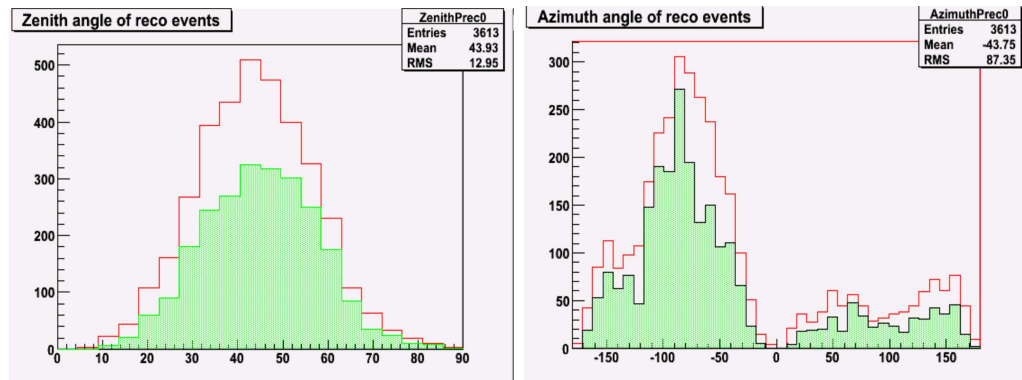 Zenith angle of reco events
ZenithPrec0
Entries 3613
Mean 43.93
RMS 12.95
500
400
300
200
100
0
10 20 30 40 50 60 70 80 90
Azimuth angle of reco events
AzimuthPrec0
Entries 3613
Mean -43.75
RMS 87.35
300
250
200
150
100
50
0
-150 -100 -50 0 50 100 150